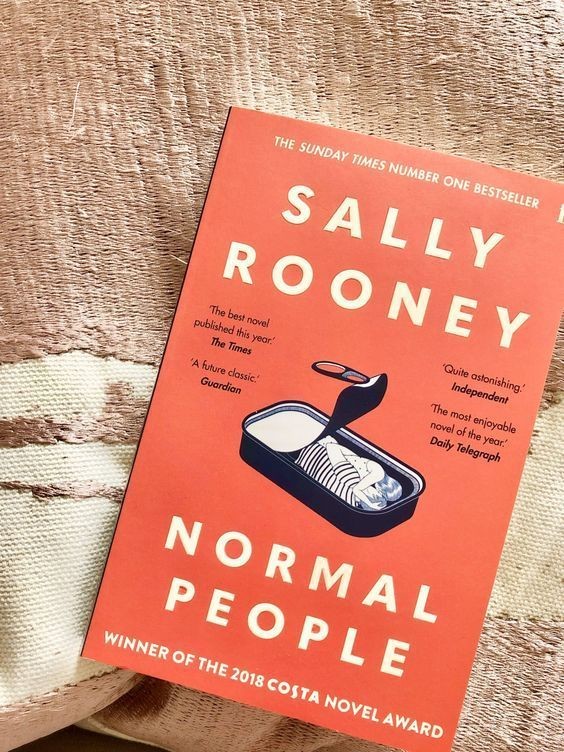 THE SUNDAY TIMES NUMBER ONE BESTSELLER
SALLY
ROONEY
'The best novel
published this year.'
The Times
'A future classic.'
Guardian
'Quite astonishing.'
Independent
'The most enjoyable
novel of the year.'
Daily Telegraph
NORMAL
PEOPLE
WINNER OF THE 2018 COSTA NOVEL AWARD